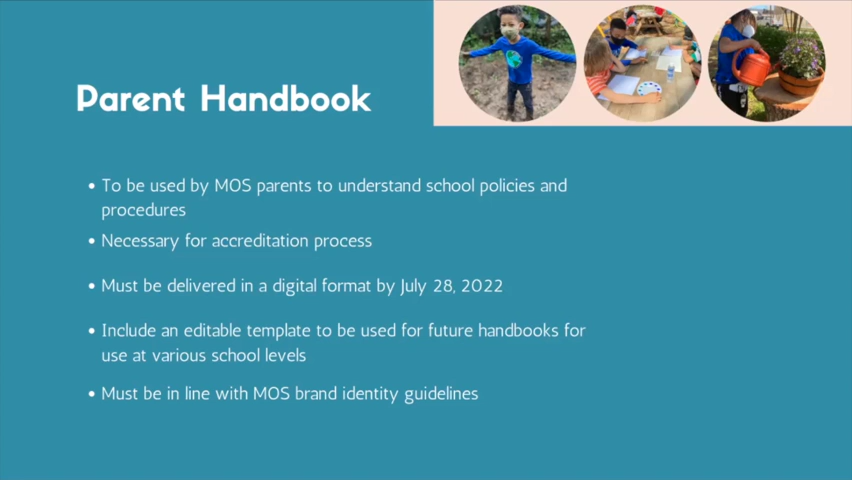 Parent Handbook
• To be used by MOS parents to understand school policies and
procedures
• Necessary for accreditation process
• Must be delivered in a digital format by July 28, 2022
• Include an editable template to be used for future handbooks for
use at various school levels
• Must be in line with MOS brand identity guidelines